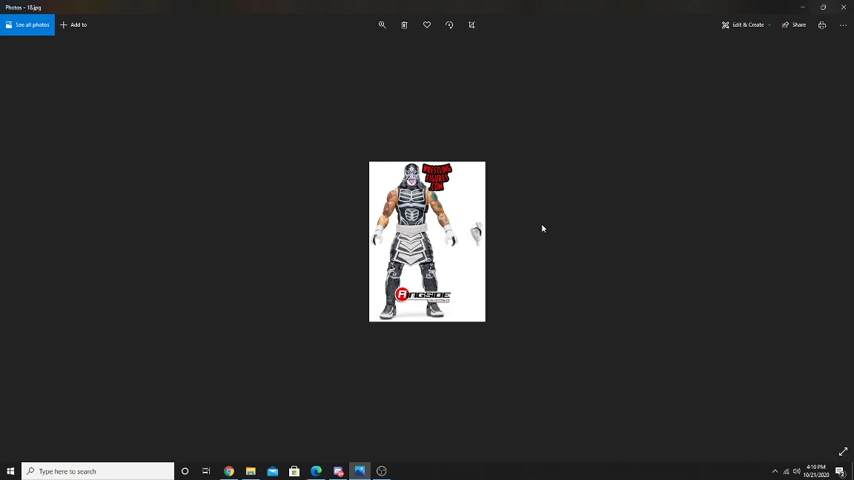 Photos - 18.jpg
See all photos
Add to
Edit & Create
Share
WRESTLING
FIGURES
.COM
RINGSIDE
Type here to search
4:10 PM
10/21/2020